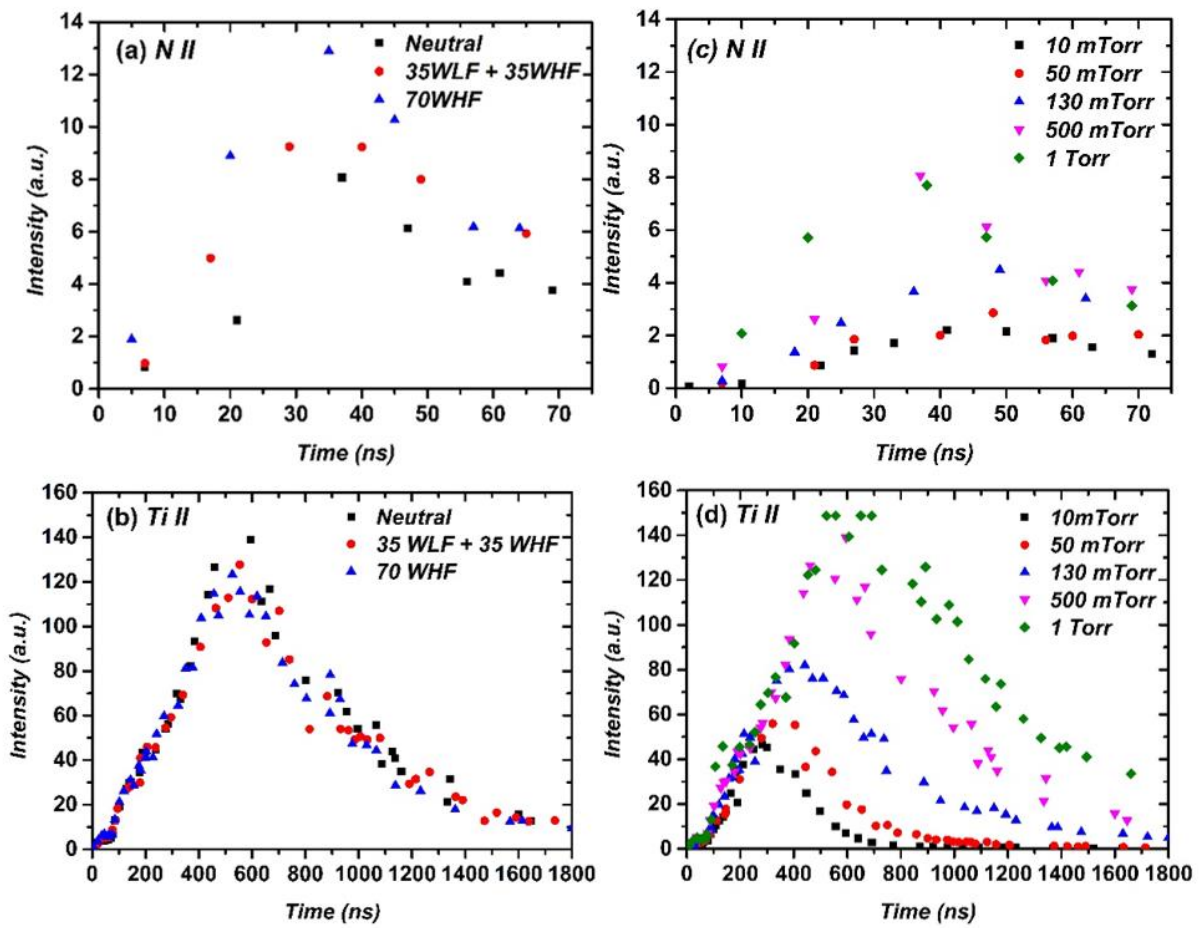 (a) N II
Neutral
35WLF + 35WHF
70WHF
Intensity (a.u.)
14
12
10
8
6
4
2
0
0 10 20 30 40 50 60 70
Time (ns)
(c) N II
10 mTorr
50 mTorr
130 mTorr
500 mTorr
1 Torr
Intensity (a.u.)
14
12
10
8
6
4
2
0
0 10 20 30 40 50 60 70
Time (ns)
(b) Ti II
Neutral
35 WLF + 35 WHF
70 WHF
Intensity (a.u.)
160
140
120
100
80
60
40
20
0
0 200 400 600 800 1000 1200 1400 1600 1800
Time (ns)
(d) Ti II
10mTorr
50 mTorr
130 mTorr
500 mTorr
1 Torr
Intensity (a.u.)
160
140
120
100
80
60
40
20
0
0 200 400 600 800 1000 1200 1400 1600 1800
Time (ns)